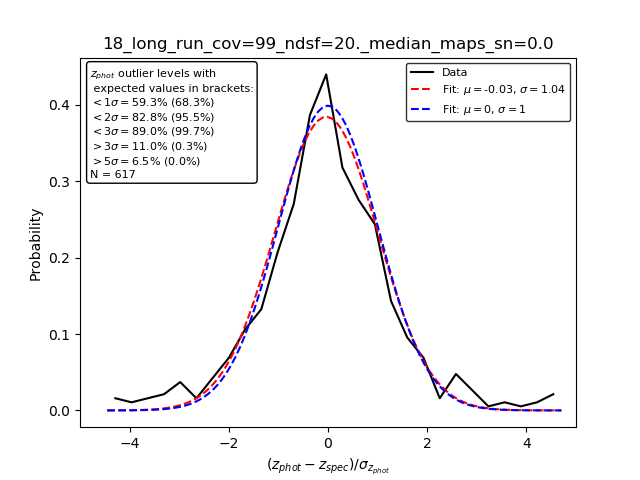 18_long_run_cov=99_ndsf=20._median_maps_sn=0.0
z_phot outlier levels with
expected values in brackets:
< 1σ = 59.3% (68.3%)
< 2σ = 82.8% (95.5%)
< 3σ = 89.0% (99.7%)
> 3σ = 11.0% (0.3%)
> 5σ = 6.5% (0.0%)
N = 617
Data
Fit: μ = -0.03, σ = 1.04
Fit: μ = 0, σ = 1
Probability
0.4
0.3
0.2
0.1
0.0
−4 −2 0 2 4
(z_phot − z_spec)/σ_z_phot